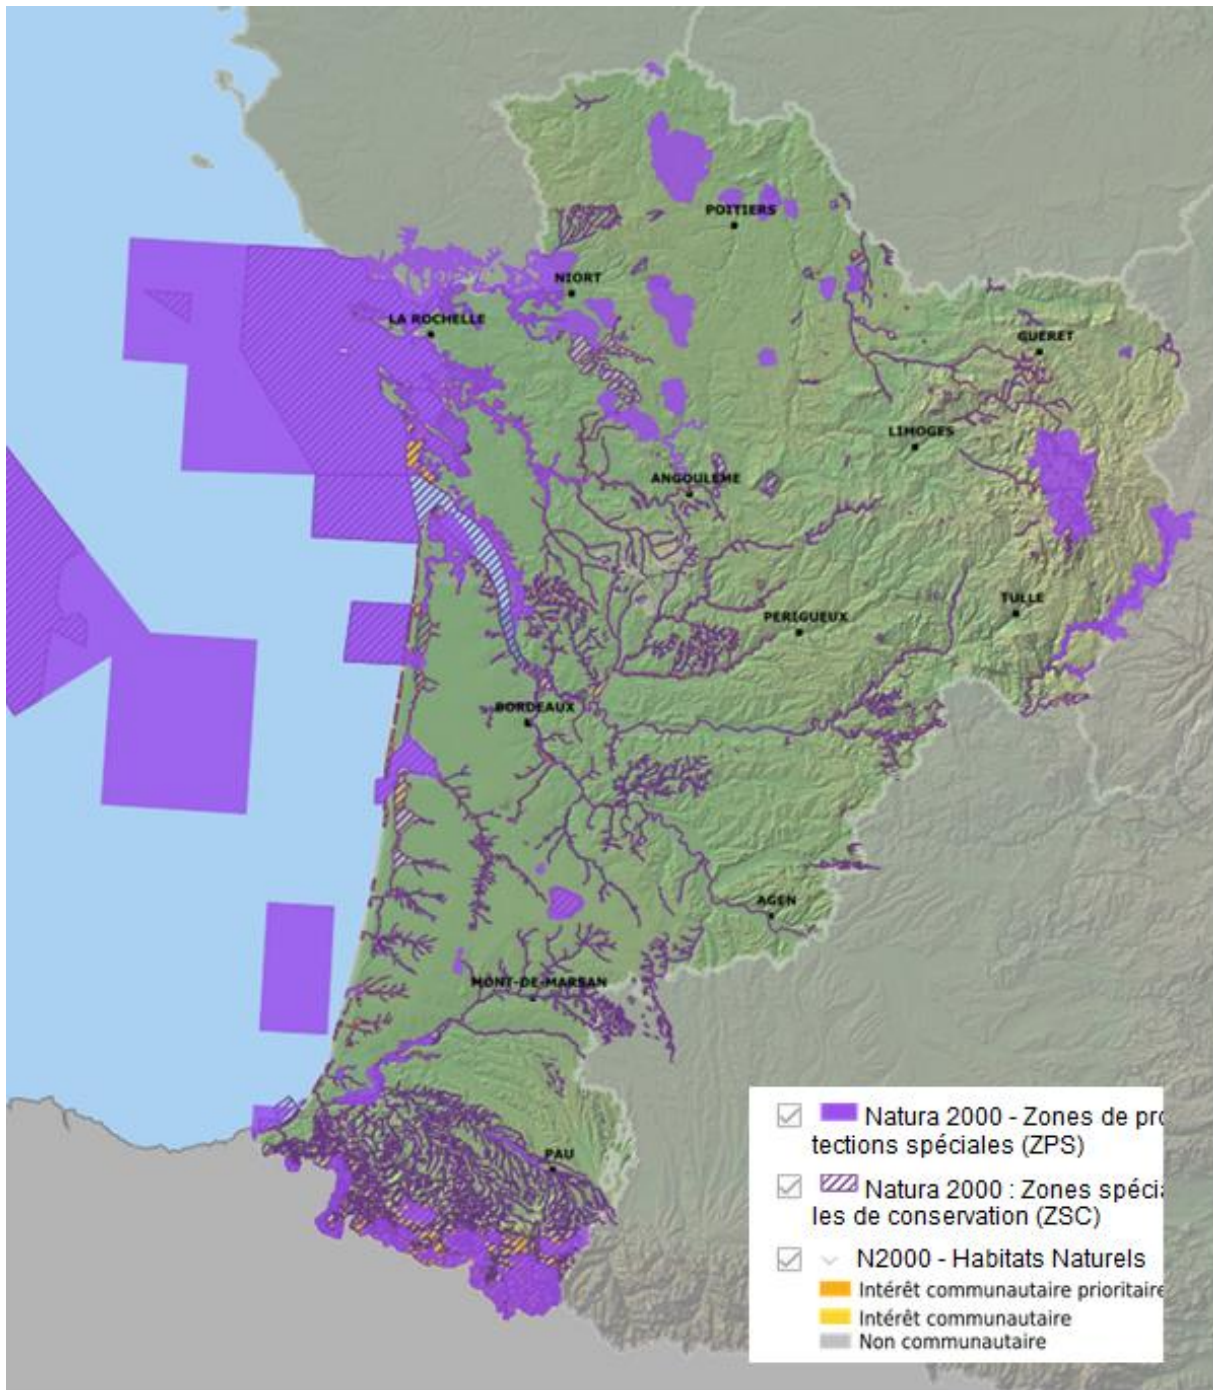 POITIERS
NIORT
LA ROCHELLE
GUERET
LIMOGES
ANGOULEME
TULLE
PERIGUEUX
BORDEAUX
AGEN
MONT-DE-MARSAN
PAU
Natura 2000 - Zones de pro
tections spéciales (ZPS)
Natura 2000 : Zones spécia
les de conservation (ZSC)
N2000 - Habitats Naturels
Intérêt communautaire prioritaire
Intérêt communautaire
Non communautaire